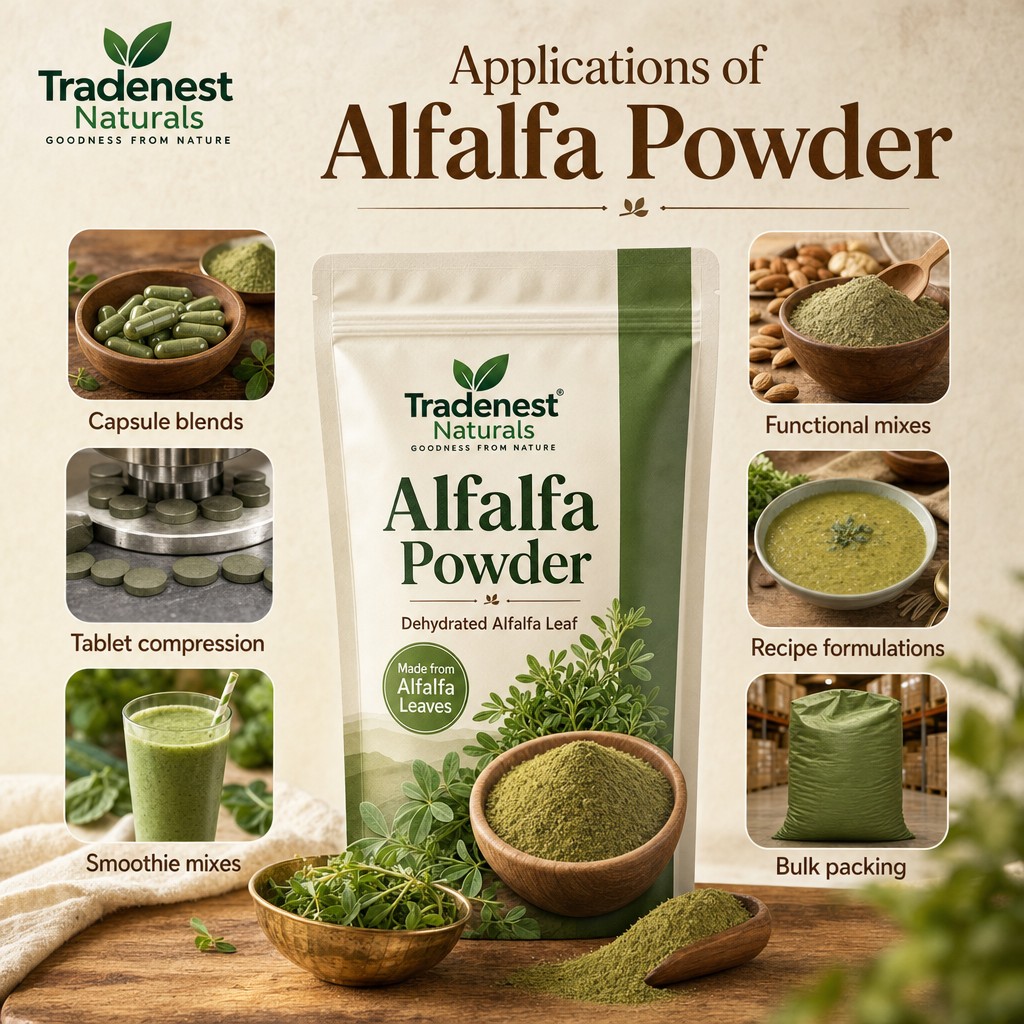 Tradenest
Naturals
GOODNESS FROM NATURE
Applications of
Alfalfa Powder
Capsule blends
Tablet compression
Smoothie mixes
Tradenest®
Naturals
GOODNESS FROM NATURE
Alfalfa
Powder
Dehydrated Alfalfa Leaf
Made from
Alfalfa
Leaves
Functional mixes
Recipe formulations
Bulk packing